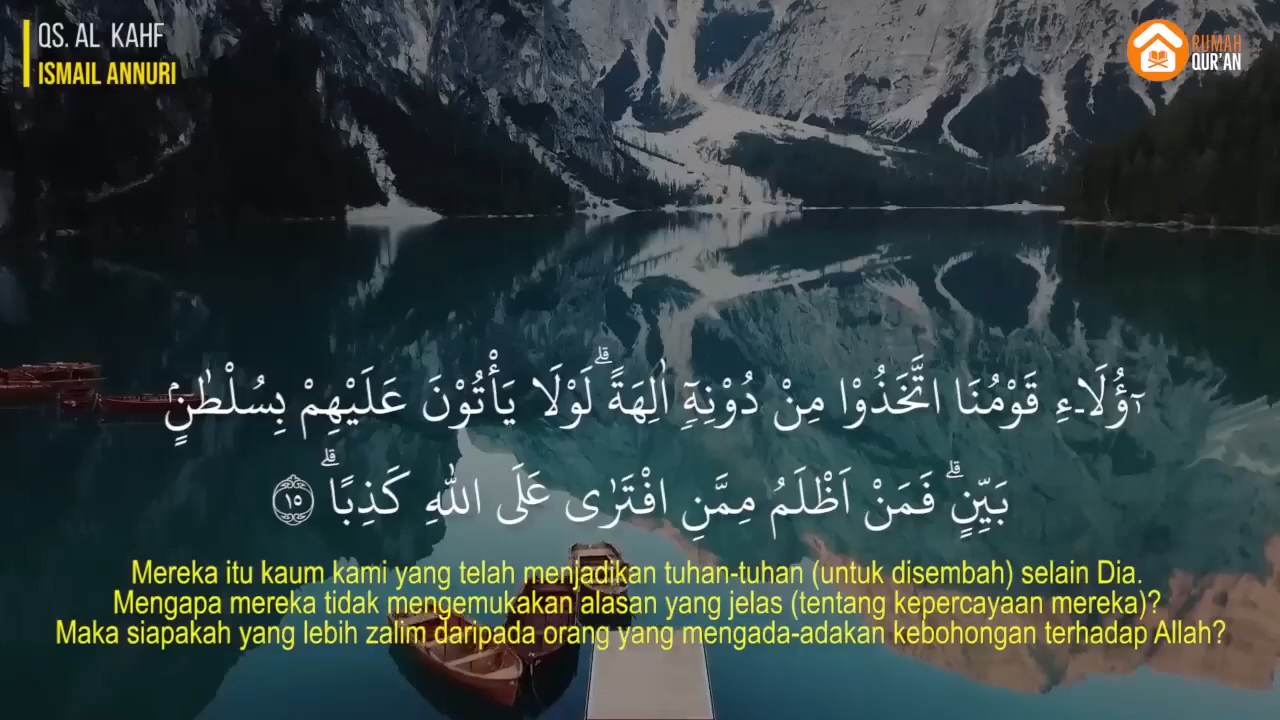 QS. AL KAHF
ISMAIL ANNURI
RUMAH
QUR'AN
ٰٓؤُلَاۤءِ قَوْمُنَا اتَّخَذُوْا مِنْ دُوْنِهٖٓ اٰلِهَةًۗ لَوْلَا يَأْتُوْنَ عَلَيْهِمْ بِسُلْطٰنٍۢ
بَيِّنٍۗ فَمَنْ اَظْلَمُ مِمَّنِ افْتَرٰى عَلَى اللّٰهِ كَذِبًاۗ ١٥
Mereka itu kaum kami yang telah menjadikan tuhan-tuhan (untuk disembah) selain Dia.
Mengapa mereka tidak mengemukakan alasan yang jelas (tentang kepercayaan mereka)?
Maka siapakah yang lebih zalim daripada orang yang mengada-adakan kebohongan terhadap Allah?